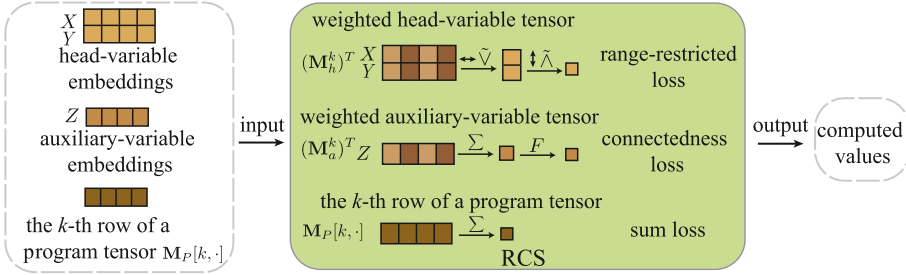 X
Y
head-variable
embeddings
Z
auxiliary-variable
embeddings
the k-th row of a
program tensor M_P[k, ·]
input
weighted head-variable tensor
(M_h^k)^T X
Y
∨̃
∧̃
range-restricted
loss
weighted auxiliary-variable tensor
(M_a^k)^T Z
∑
F
connectedness
loss
the k-th row of a program tensor
M_P[k, ·]
∑
sum loss
RCS
output
computed
values